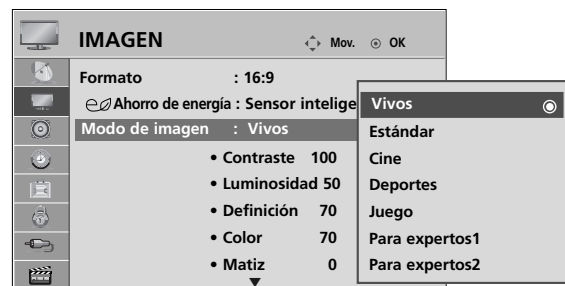 IMAGEN Mov. OK
Formato : 16:9
Ahorro de energía : Sensor intelige
Modo de imagen : Vivos
• Contraste 100
• Luminosidad 50
• Definición 70
• Color 70
• Matiz 0
Vivos
Estándar
Cine
Deportes
Juego
Para expertos1
Para expertos2